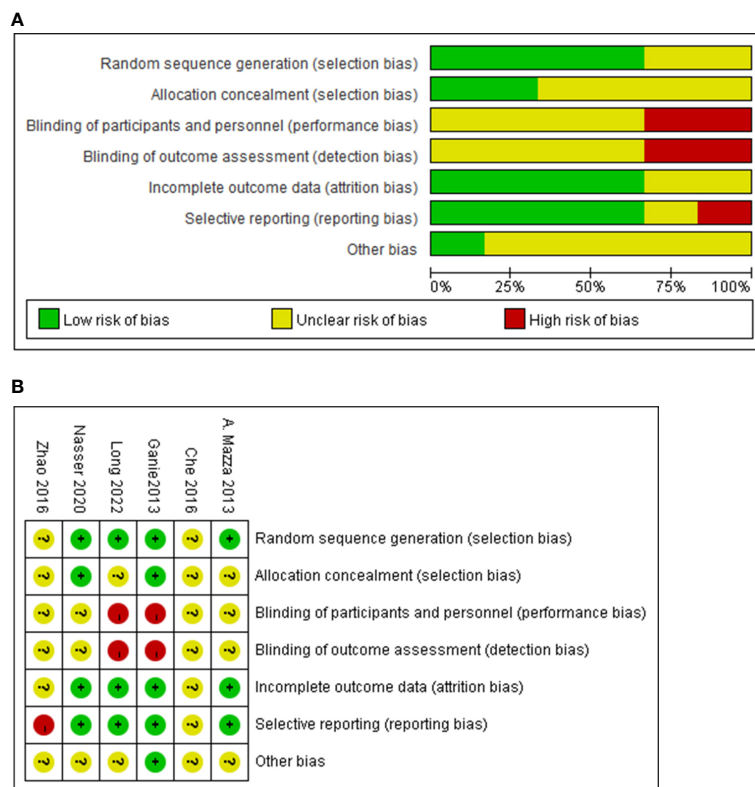 A
Random sequence generation (selection bias)
Allocation concealment (selection bias)
Blinding of participants and personnel (performance bias)
Blinding of outcome assessment (detection bias)
Incomplete outcome data (attrition bias)
Selective reporting (reporting bias)
Other bias
0% 25% 50% 75% 100%
Low risk of bias Unclear risk of bias High risk of bias
B
Zhao 2016
Nasser 2020
Long 2022
Ganie2013
Che 2016
A. Mazza 2013
? + + + ? + Random sequence generation (selection bias)
? + ? + ? ? Allocation concealment (selection bias)
? ? - - ? ? Blinding of participants and personnel (performance bias)
? ? - - ? ? Blinding of outcome assessment (detection bias)
? + + + ? + Incomplete outcome data (attrition bias)
- + + + ? + Selective reporting (reporting bias)
? ? ? + ? ? Other bias